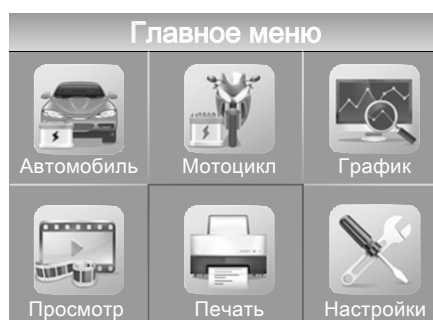 Главное меню
Автомобиль Мотоцикл График
Просмотр Печать Настройки